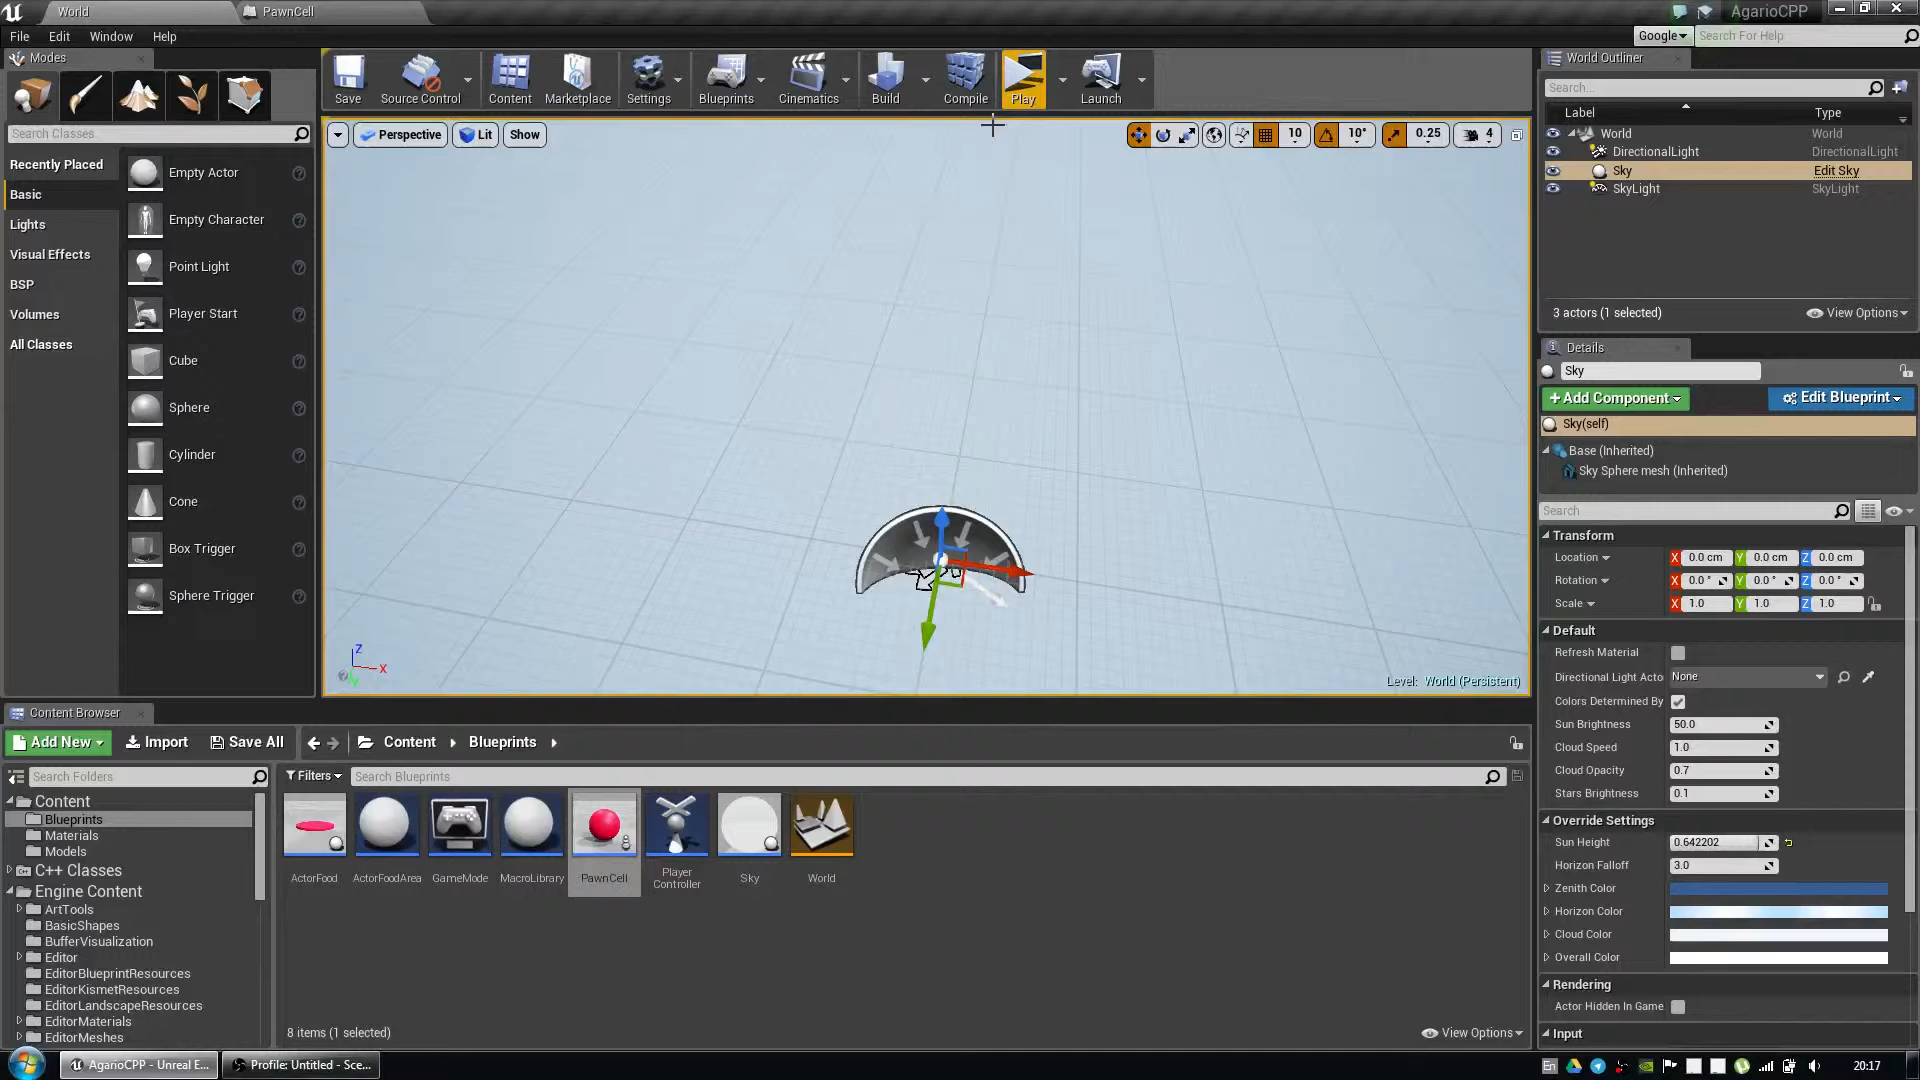 World
PawnCell
AgarioCPP
File
Edit
Window
Help
Google
Search For Help
Modes
Save
Source Control
Content
Marketplace
Settings
Blueprints
Cinematics
Build
Compile
Play
Launch
World Outliner
Search...
Label
Type
World
World
DirectionalLight
DirectionalLight
Sky
Edit Sky
SkyLight
SkyLight
3 actors (1 selected)
View Options
Search Classes
Recently Placed
Basic
Lights
Visual Effects
BSP
Volumes
All Classes
Empty Actor
Empty Character
Point Light
Player Start
Cube
Sphere
Cylinder
Cone
Box Trigger
Sphere Trigger
Perspective
Lit
Show
10
10°
0.25
4
Z
X
Y
Level: World (Persistent)
Details
Sky
+Add Component
Edit Blueprint
Sky(self)
Base (Inherited)
Sky Sphere mesh (Inherited)
Search
Transform
Location
X 0.0 cm Y 0.0 cm Z 0.0 cm
Rotation
X 0.0 ° Y 0.0 ° Z 0.0 °
Scale
X 1.0 Y 1.0 Z 1.0
Default
Refresh Material
Directional Light Acto
None
Colors Determined By
Sun Brightness
50.0
Cloud Speed
1.0
Cloud Opacity
0.7
Stars Brightness
0.1
Override Settings
Sun Height
0.642202
Horizon Falloff
3.0
Zenith Color
Horizon Color
Cloud Color
Overall Color
Rendering
Actor Hidden In Game
Input
Content Browser
Add New
Import
Save All
Content
Blueprints
Search Folders
Filters
Search Blueprints
Content
Blueprints
Materials
Models
C++ Classes
Engine Content
ArtTools
BasicShapes
BufferVisualization
Editor
EditorBlueprintResources
EditorKismetResources
EditorLandscapeResources
EditorMaterials
EditorMeshes
ActorFood
ActorFoodArea
GameMode
MacroLibrary
PawnCell
Player
Controller
Sky
World
8 items (1 selected)
View Options
AgarioCPP - Unreal E...
Profile: Untitled - Sce...
En
20:17